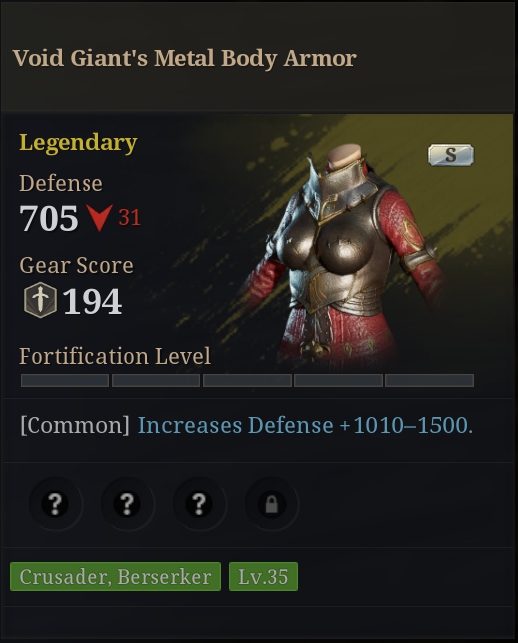 Void Giant's Metal Body Armor
Legendary
S
Defense
705 31
Gear Score
194
Fortification Level
[Common] Increases Defense +1010–1500.
? ? ?
Crusader, Berserker Lv.35